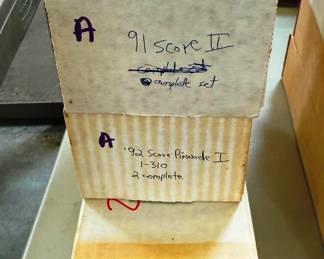 A
91 Score II
complete set
A
'92 Score Pinnacle I
1-310
2 complete